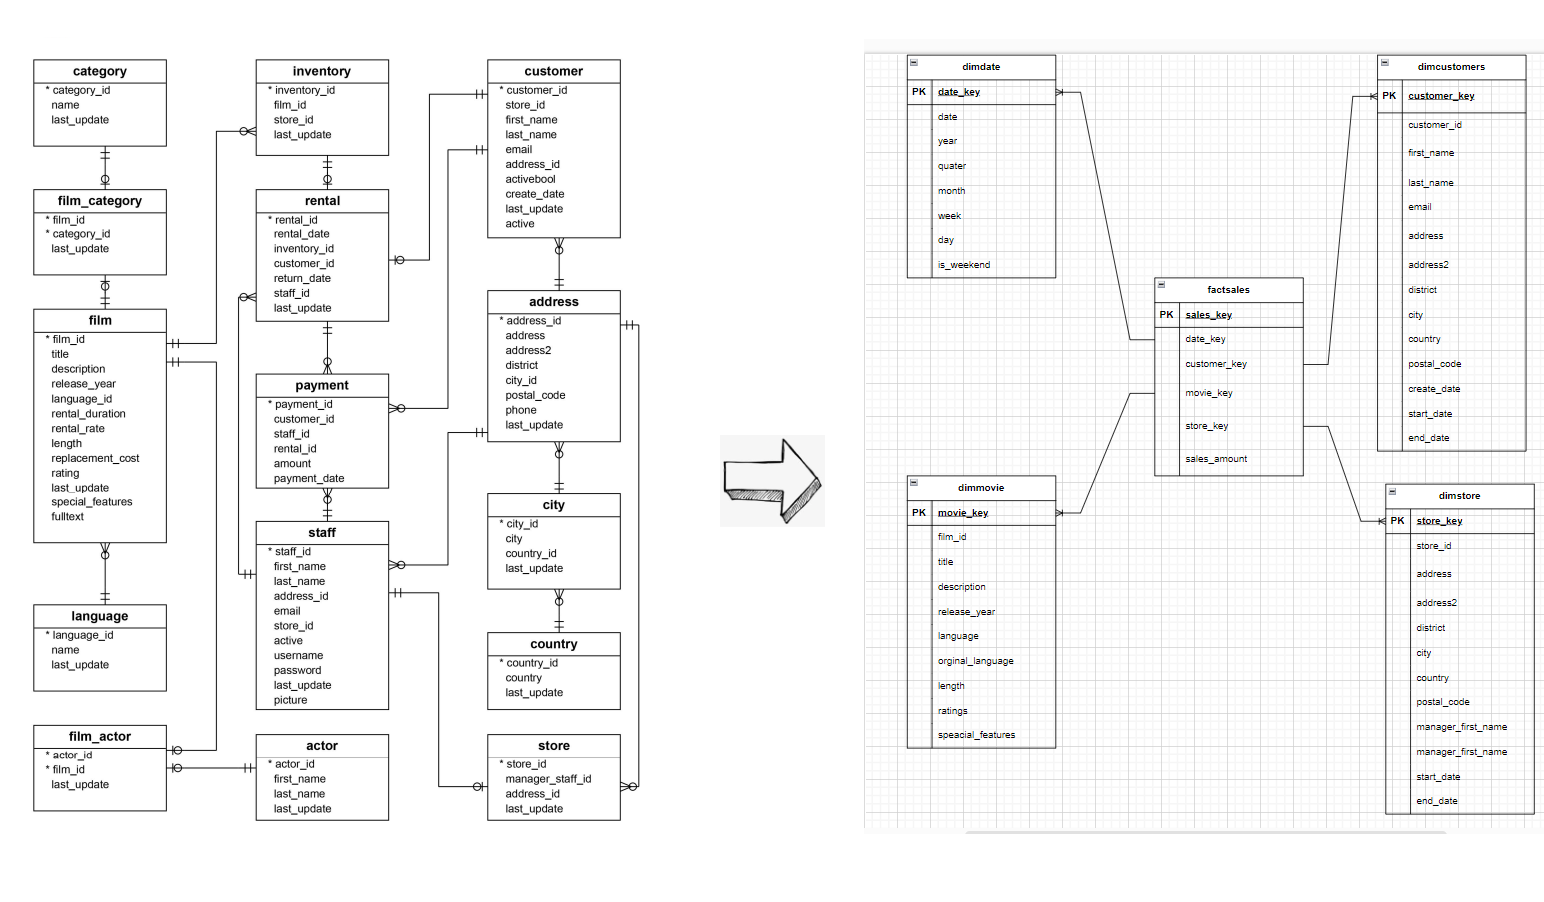 category
* category_id
name
last_update
film_category
* film_id
* category_id
last_update
film
* film_id
title
description
release_year
language_id
rental_duration
rental_rate
length
replacement_cost
rating
last_update
special_features
fulltext
language
* language_id
name
last_update
film_actor
* actor_id
* film_id
last_update
inventory
* inventory_id
film_id
store_id
last_update
rental
* rental_id
rental_date
inventory_id
customer_id
return_date
staff_id
last_update
payment
* payment_id
customer_id
staff_id
rental_id
amount
payment_date
staff
* staff_id
first_name
last_name
address_id
email
store_id
active
username
password
last_update
picture
actor
* actor_id
first_name
last_name
last_update
customer
* customer_id
store_id
first_name
last_name
email
address_id
activebool
create_date
last_update
active
address
* address_id
address
address2
district
city_id
postal_code
phone
last_update
city
* city_id
city
country_id
last_update
country
* country_id
country
last_update
store
* store_id
manager_staff_id
address_id
last_update
dimdate
PK date_key
date
year
quater
month
week
day
is_weekend
dimmovie
PK movie_key
film_id
title
description
release_year
language
orginal_language
length
ratings
speacial_features
factsales
PK sales_key
date_key
customer_key
movie_key
store_key
sales_amount
dimcustomers
PK customer_key
customer_id
first_name
last_name
email
address
address2
district
city
country
postal_code
create_date
start_date
end_date
dimstore
PK store_key
store_id
address
address2
district
city
country
postal_code
manager_first_name
manager_first_name
start_date
end_date